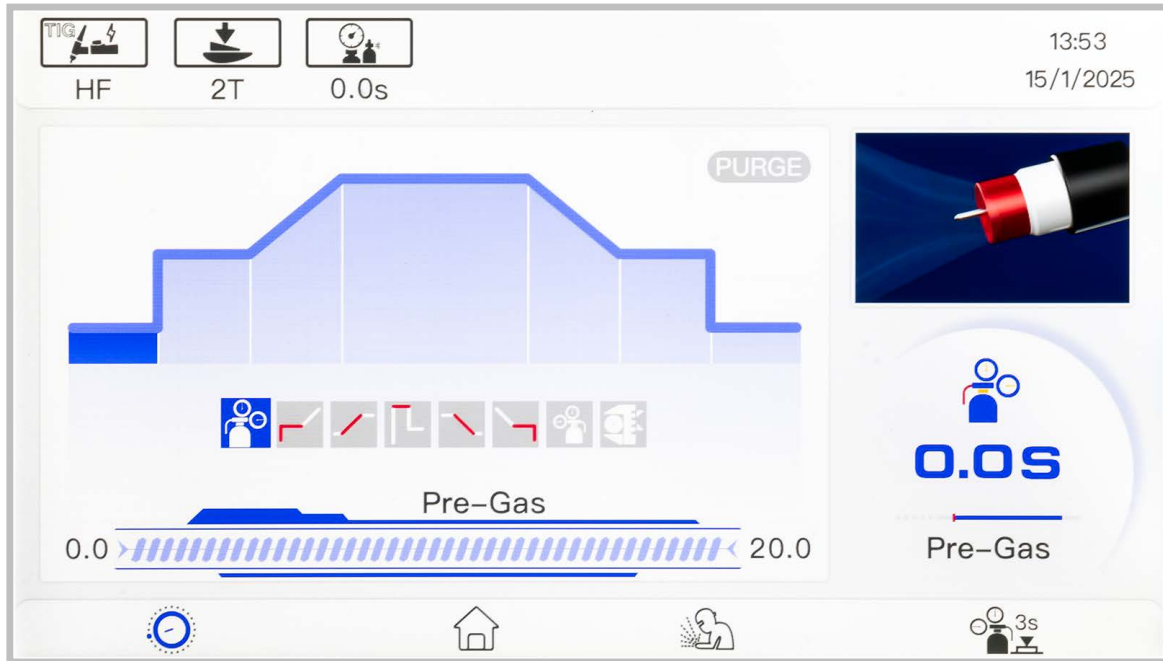 TIG
HF
2T
0.0s
13:53
15/1/2025
PURGE
Pre-Gas
0.0
20.0
0.0s
Pre-Gas
3s